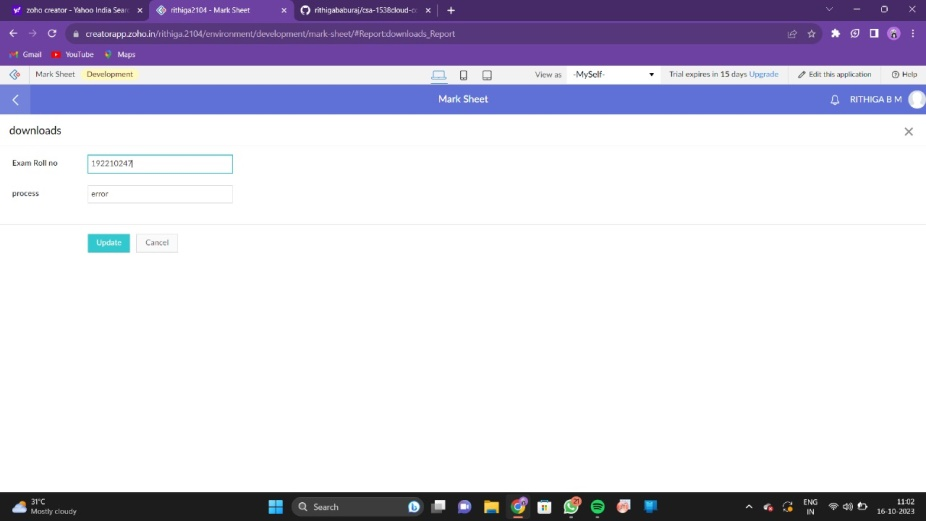 zoho creator - Yahoo India Sear
rithiga2104 - Mark Sheet
rithigababuraj/csa-1538cloud-c
creatorapp.zoho.in/rithiga.2104/environment/development/mark-sheet/#Report:downloads_Report
Gmail YouTube Maps
Mark Sheet Development View as -MySelf- Trial expires in 15 days Upgrade Edit this application Help
Mark Sheet RITHIGA B M
downloads
Exam Roll no 192210247
process error
Update Cancel
31°C
Mostly cloudy
Search
21
ENG
IN
11:02
16-10-2023